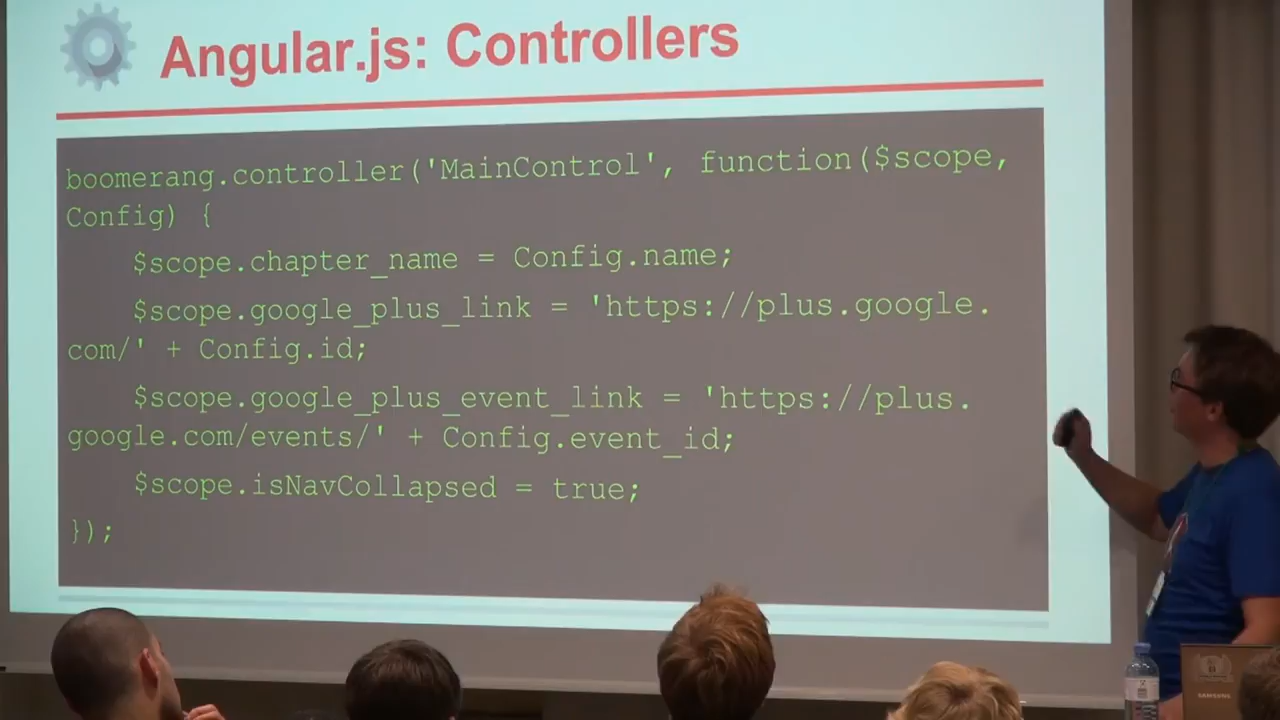 Angular.js: Controllers
boomerang.controller('MainControl', function($scope,
Config) {
$scope.chapter_name = Config.name;
$scope.google_plus_link = 'https://plus.google.
com/' + Config.id;
$scope.google_plus_event_link = 'https://plus.
google.com/events/' + Config.event_id;
$scope.isNavCollapsed = true;
});
SAMSUNG